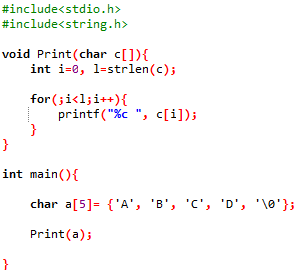 #include<stdio.h>
#include<string.h>
void Print(char c[]){
int i=0, l=strlen(c);
for(;i<l;i++){
printf("%c ", c[i]);
}
}
int main(){
char a[5]= {'A', 'B', 'C', 'D', '\0'};
Print(a);
}